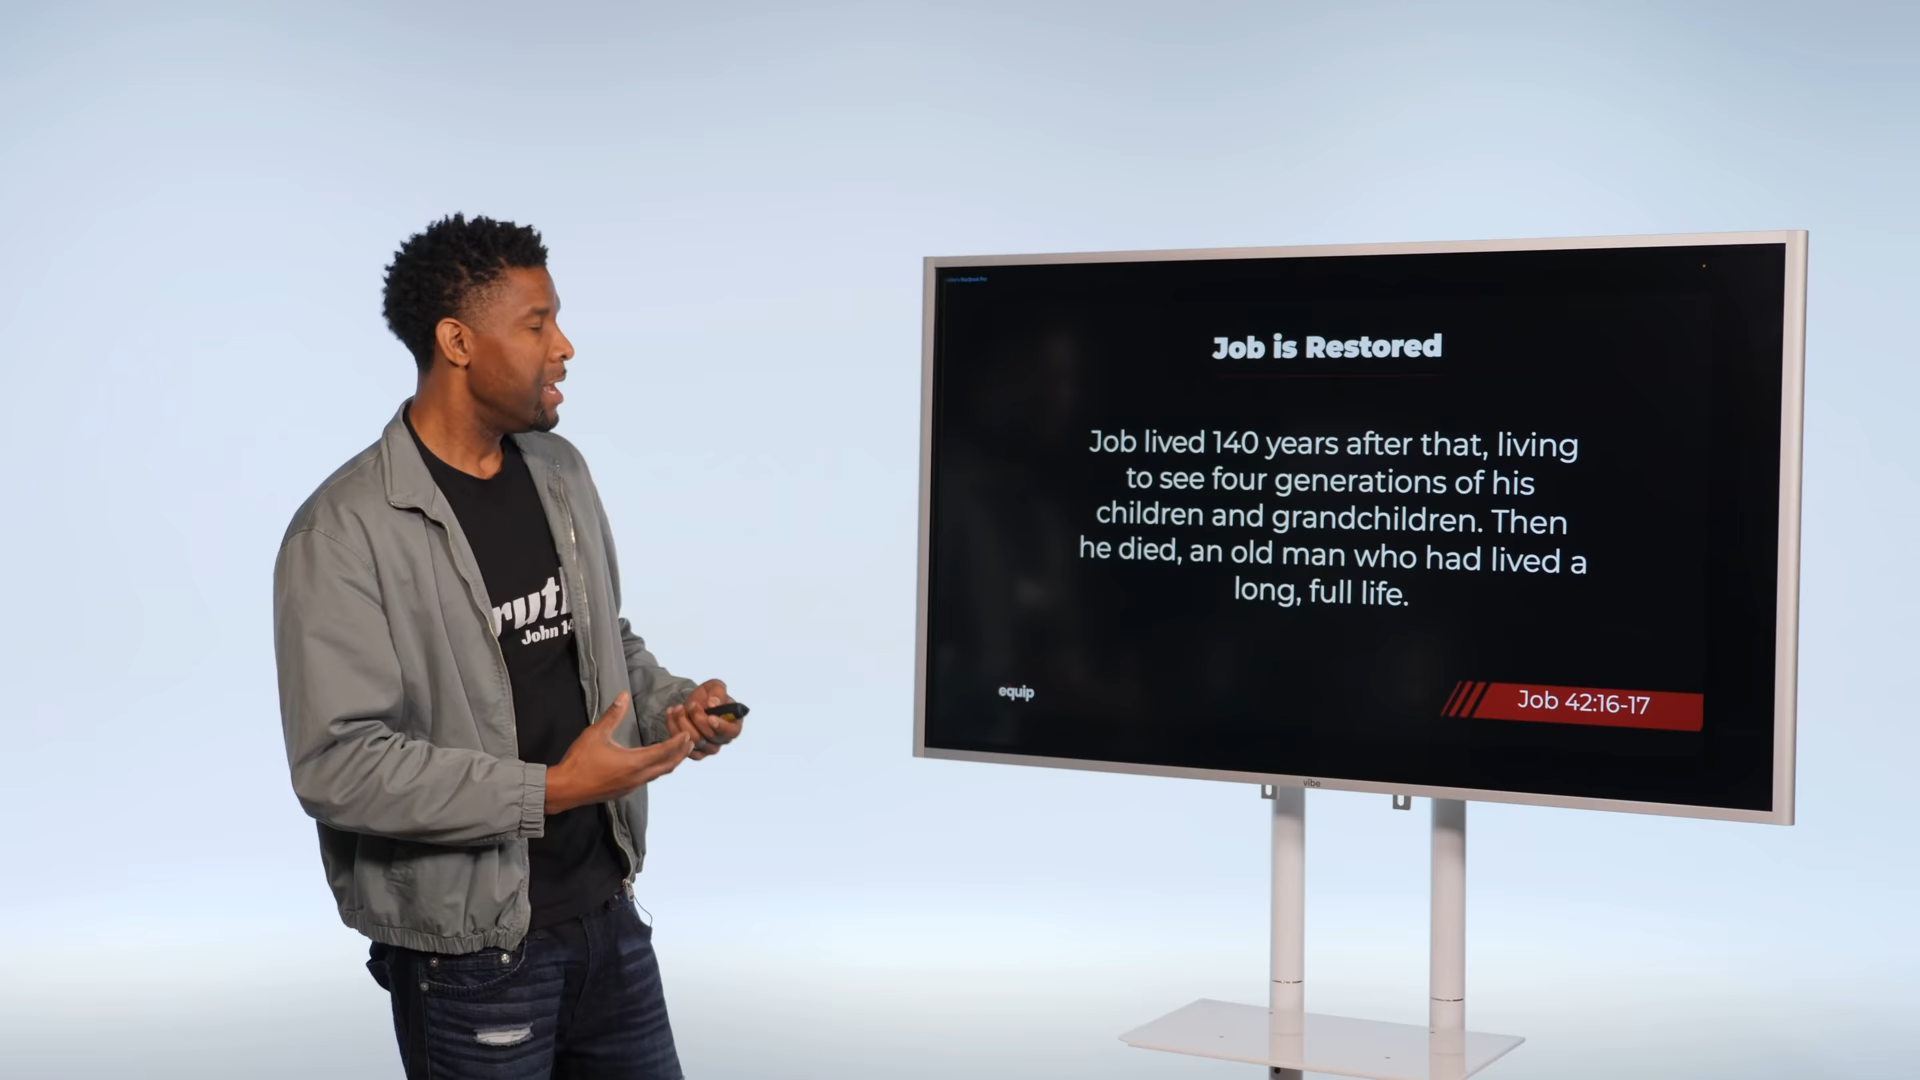 Job is Restored
Job lived 140 years after that, living
to see four generations of his
children and grandchildren. Then
he died, an old man who had lived a
long, full life.
equip
Job 42:16-17
vibe
John 14